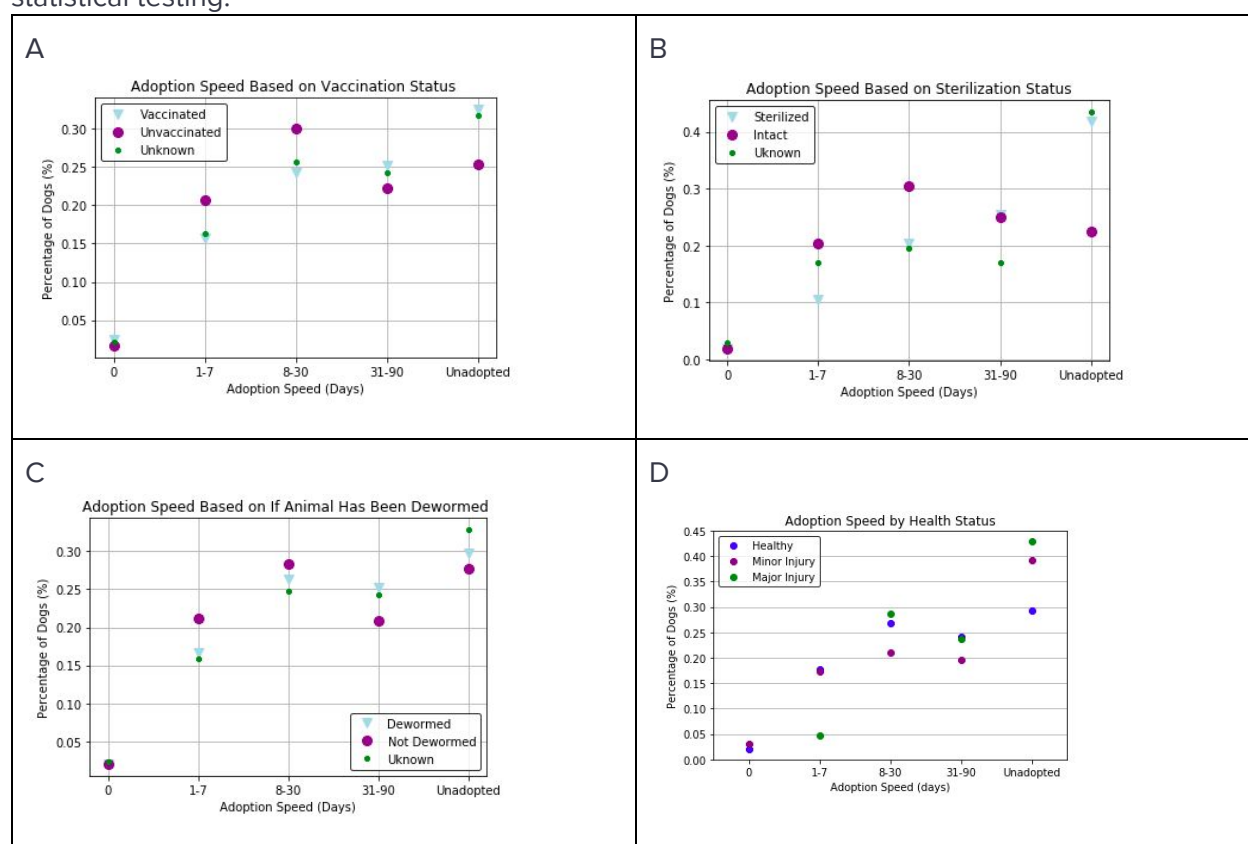 statistical testing.
A
Adoption Speed Based on Vaccination Status
Vaccinated
Unvaccinated
Unknown
0.30
0.25
0.20
0.15
0.10
0.05
Percentage of Dogs (%)
0 1-7 8-30 31-90 Unadopted
Adoption Speed (Days)
B
Adoption Speed Based on Sterilization Status
Sterilized
Intact
Uknown
0.4
0.3
0.2
0.1
0.0
Percentage of Dogs (%)
0 1-7 8-30 31-90 Unadopted
Adoption Speed (Days)
C
Adoption Speed Based on If Animal Has Been Dewormed
0.30
0.25
0.20
0.15
0.10
0.05
Percentage of Dogs (%)
Dewormed
Not Dewormed
Uknown
0 1-7 8-30 31-90 Unadopted
Adoption Speed (Days)
D
Adoption Speed by Health Status
Healthy
Minor Injury
Major Injury
0.45
0.40
0.35
0.30
0.25
0.20
0.15
0.10
0.05
0.00
Percentage of Dogs (%)
0 1-7 8-30 31-90 Unadopted
Adoption Speed (days)